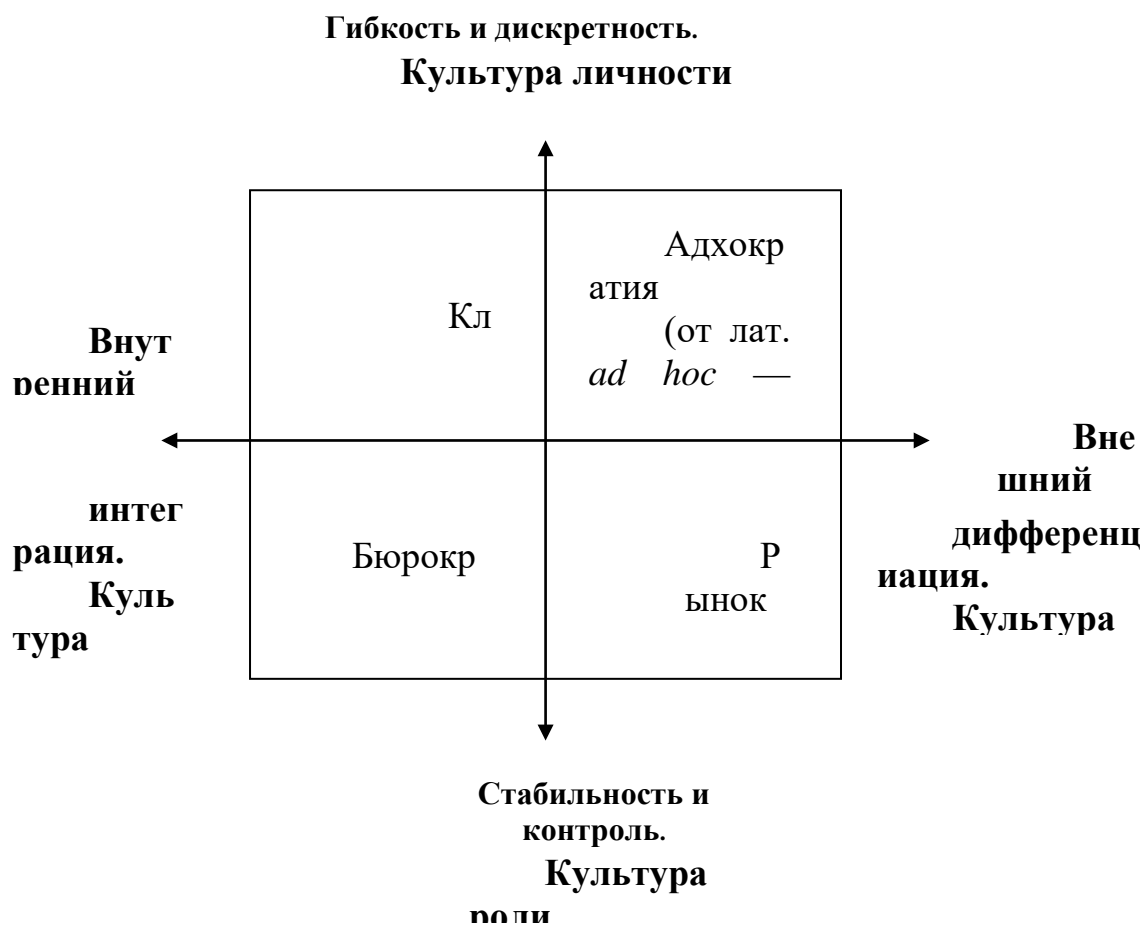 Гибкость и дискретность.
Культура личности
Адхокр
атия
(от лат.
ad hoc —
Кл
Внут
ренний
Вне
шний
интег
рация.
Куль
тура
дифференц
иация.
Культура
Бюрокр
Р
ынок
Стабильность и
контроль.
Культура
роли